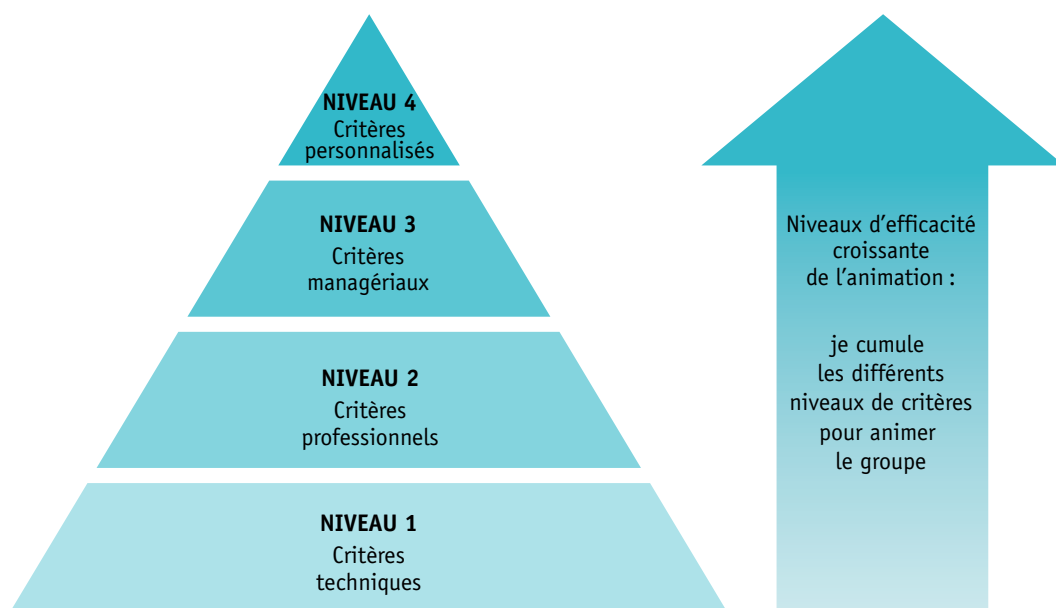 NIVEAU 4
Critères
personnalisés
NIVEAU 3
Critères
managériaux
NIVEAU 2
Critères
professionnels
NIVEAU 1
Critères
techniques
Niveaux d’efficacité
croissante
de l’animation :
je cumule
les différents
niveaux de critères
pour animer
le groupe